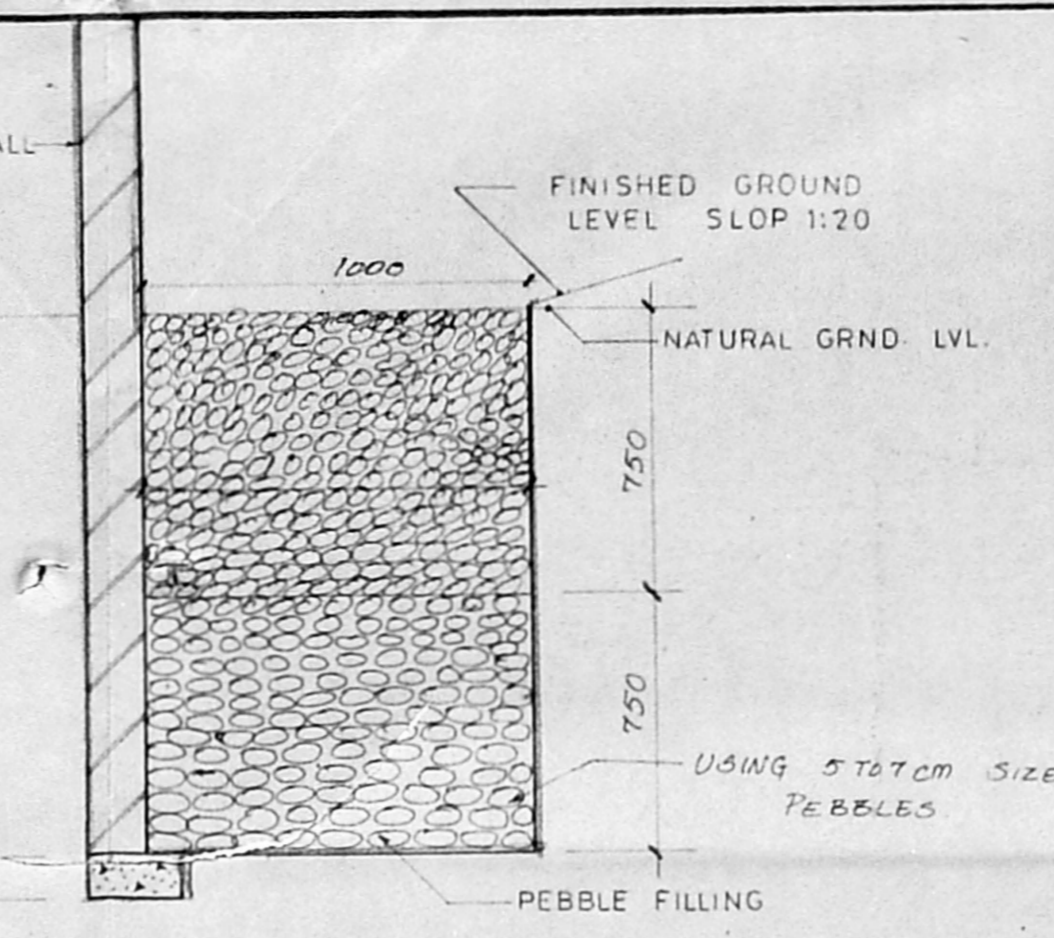 ALL
FINISHED GROUND
LEVEL SLOP 1:20
1000
NATURAL GRND. LVL.
750
750
USING 5 TO 7 cm SIZE
PEBBLES
PEBBLE FILLING